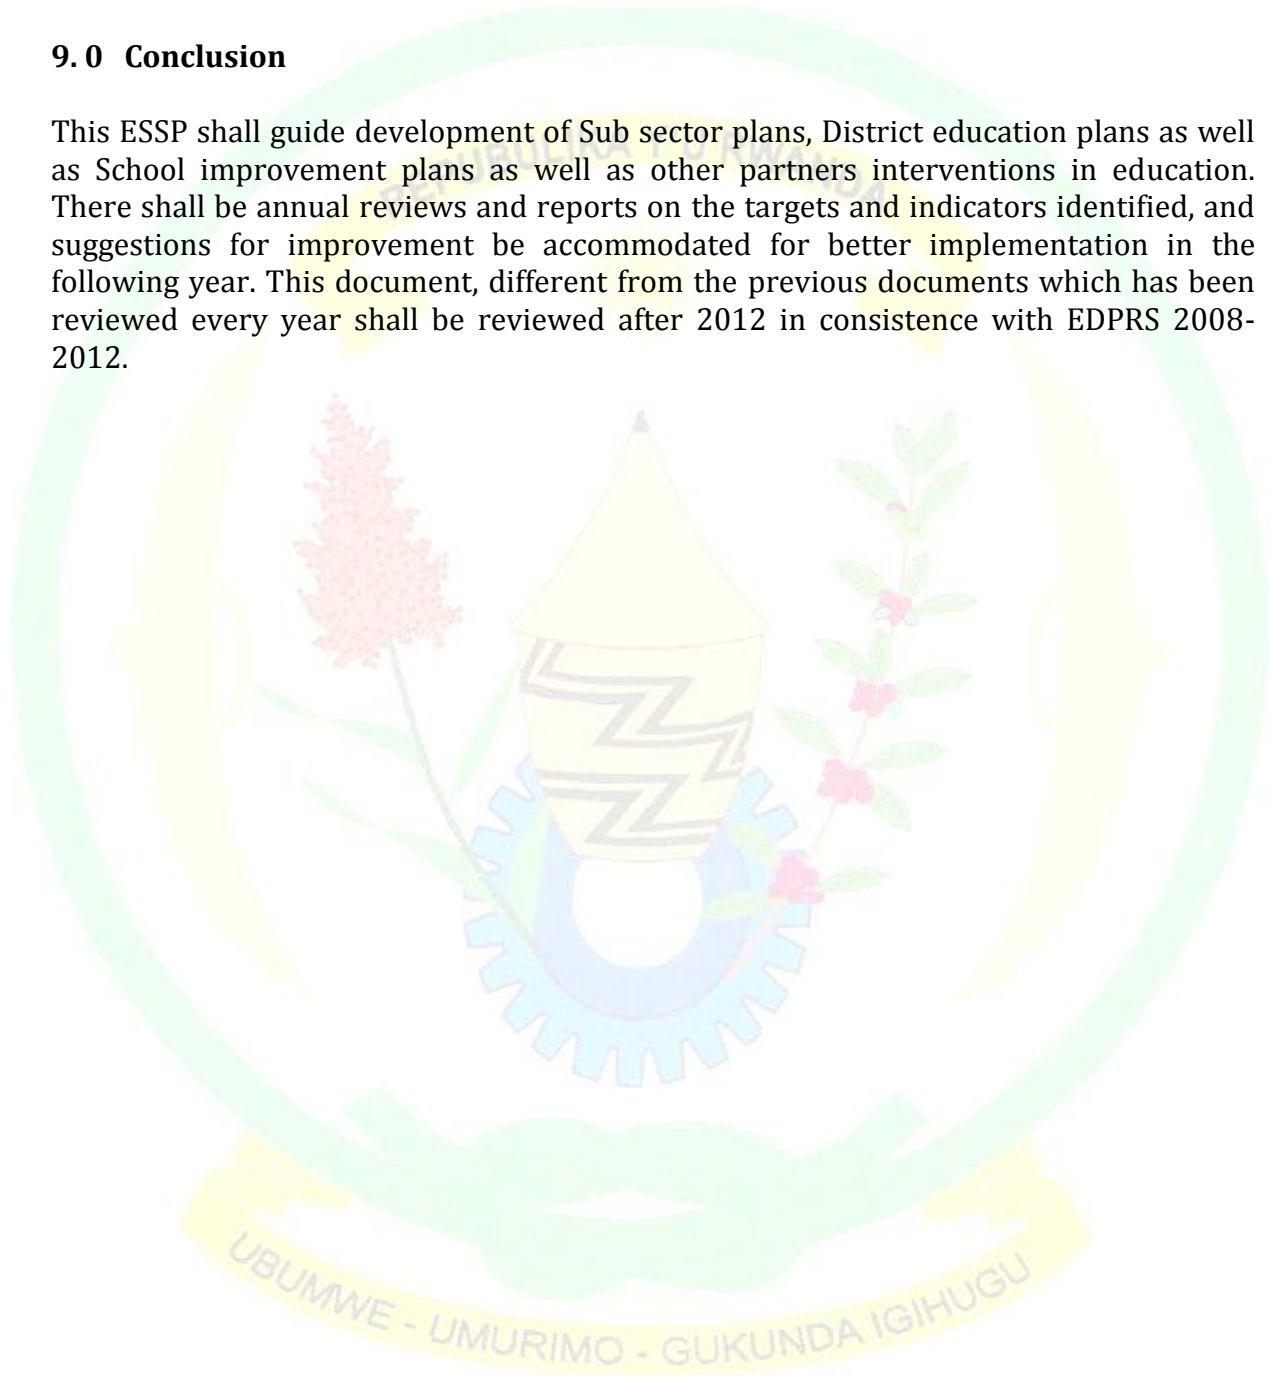 9. 0 Conclusion
This ESSP shall guide development of Sub sector plans, District education plans as well
as School improvement plans as well as other partners interventions in education.
There shall be annual reviews and reports on the targets and indicators identified, and
suggestions for improvement be accommodated for better implementation in the
following year. This document, different from the previous documents which has been
reviewed every year shall be reviewed after 2012 in consistence with EDPRS 2008-
2012.
REPUBULIKA Y'U RWANDA
UBUMWE - UMURIMO - GUKUNDA IGIHUGU